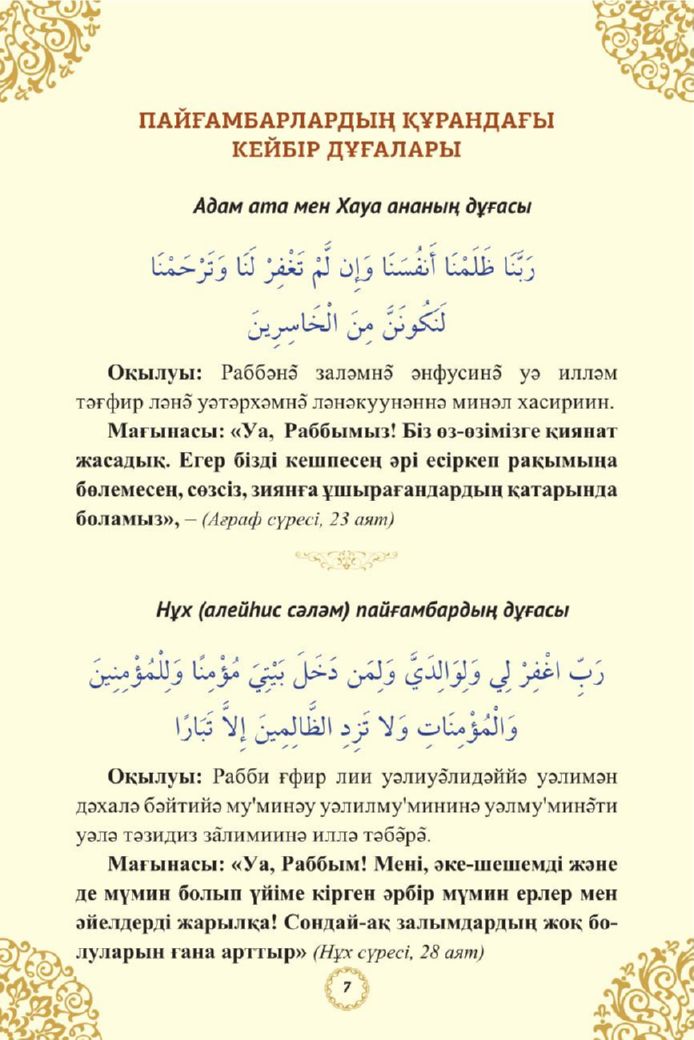 ПАЙҒАМБАРЛАРДЫҢ ҚҰРАНДАҒЫ
КЕЙБІР ДҰҒАЛАРЫ
Адам ата мен Хауа ананың дұғасы
رَبَّنَا ظَلَمْنَا أَنفُسَنَا وَإِن لَّمْ تَغْفِرْ لَنَا وَتَرْحَمْنَا
لَنَكُونَنَّ مِنَ الْخَاسِرِينَ
Оқылуы: Раббәнә̄ заләмнә̄ әнфусинә̄ уә илләм
тәғфир ләнә̄ уәтәрхәмнә̄ ләнәкуунәннә минәл хасириин.
Мағынасы: «Уа, Раббымыз! Біз өз-өзімізге қиянат
жасадық. Егер бізді кешпесең әрі есіркеп рақымыңа
бөлемесең, сөзсіз, зиянға ұшырағандардың қатарында
боламыз», – (Ағраф сүресі, 23 аят)
Нұх (алейһис сәләм) пайғамбардың дұғасы
رَبِّ اغْفِرْ لِي وَلِوَالِدَيَّ وَلِمَن دَخَلَ بَيْتِيَ مُؤْمِنًا وَلِلْمُؤْمِنِينَ
وَالْمُؤْمِنَاتِ وَلا تَزِدِ الظَّالِمِينَ إِلاَّ تَبَارًا
Оқылуы: Рабби ғфир лии уәлиуә̄лидәййә уәлимән
дәхалә бәйтийә му'минәу уәлилму'мининә уәлму'минә̄ти
уәлә тәзидиз за̄лимиинә иллә тәбә̄рә̄.
Мағынасы: «Уа, Раббым! Мені, әке-шешемді және
де мүмин болып үйіме кірген әрбір мүмин ерлер мен
әйелдерді жарылқа! Сондай-ақ залымдардың жоқ бо-
луларын ғана арттыр» (Нұх сүресі, 28 аят)
7